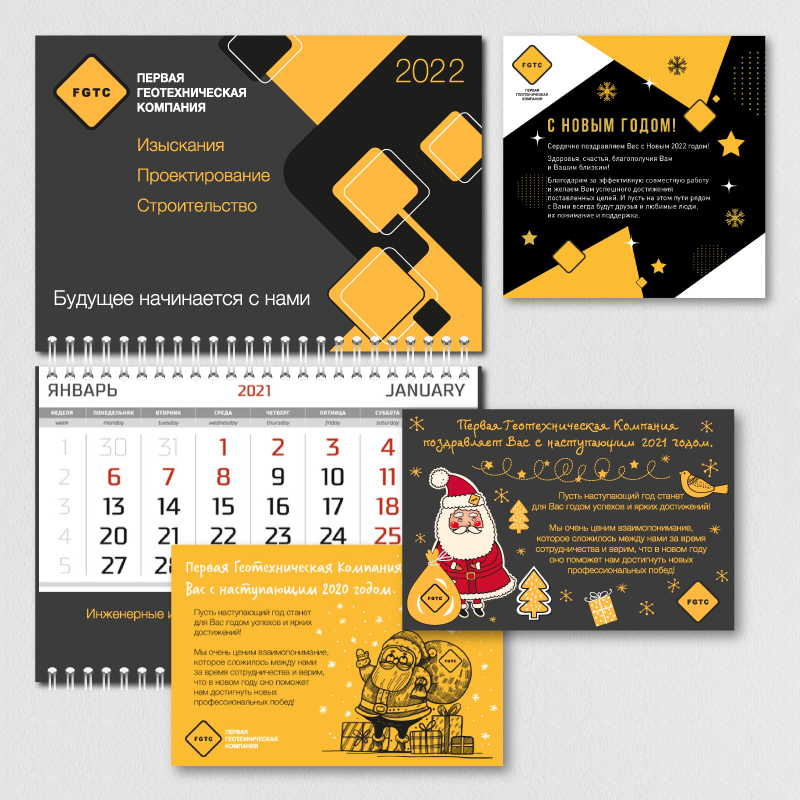 FGTC
ПЕРВАЯ
ГЕОТЕХНИЧЕСКАЯ
КОМПАНИЯ
2022
Изыскания
Проектирование
Строительство
Будущее начинается с нами
FGTC
ПЕРВАЯ
ГЕОТЕХНИЧЕСКАЯ
КОМПАНИЯ
С НОВЫМ ГОДОМ!
Сердечно поздравляем Вас с Новым 2022 годом!
Здоровья, счастья, благополучия Вам
и Вашим близким!
Благодарим за эффективную совместную работу
и желаем Вам успешного достижения
поставленных целей. И пусть на этом пути рядом
с Вами всегда будут друзья и любимые люди,
их понимание и поддержка.
ЯНВАРЬ 2021 JANUARY
НЕДЕЛЯ ПОНЕДЕЛЬНИК ВТОРНИК СРЕДА ЧЕТВЕРГ ПЯТНИЦА СУББОТА
week monday tuesday wednesday thursday friday saturday
1 30 31 1 2 3 4
2 6 7 8 9 10 11
3 13 14 15 16 17 18
4 20 21 22 23 24 25
5 27 28
Инженерные и
Первая Геотехническая Компания
поздравляет Вас с наступающим 2021 годом.
Пусть наступающий год станет
для Вас годом успехов и ярких достижений!
Мы очень ценим взаимопонимание,
которое сложилось между нами за время
сотрудничества и верим, что в новом году
оно поможет нам достигнуть новых
профессиональных побед!
FGTC
FGTC
Первая Геотехническая Компания
Вас с наступающим 2020 годом.
Пусть наступающий год станет
для Вас годом успехов и ярких
достижений!
Мы очень ценим взаимопонимание,
которое сложилось между нами
за время сотрудничества и верим,
что в новом году оно поможет
нам достигнуть новых
профессиональных побед!
FGTC
FGTC
ПЕРВАЯ
ГЕОТЕХНИЧЕСКАЯ
КОМПАНИЯ